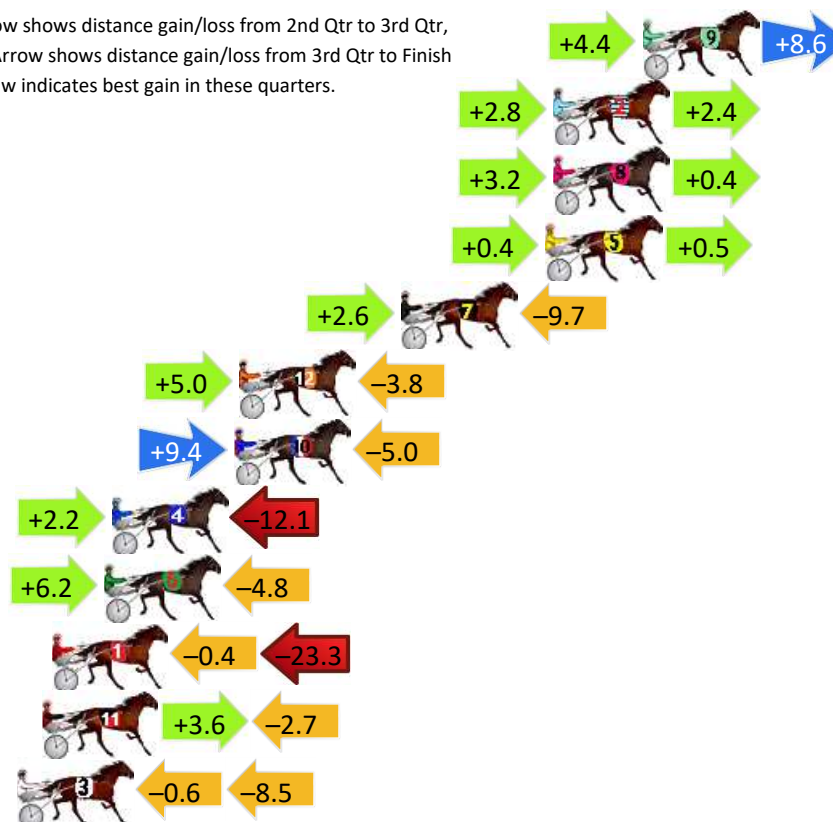 ow shows distance gain/loss from 2nd Qtr to 3rd Qtr,
Arrow shows distance gain/loss from 3rd Qtr to Finish
w indicates best gain in these quarters.
+4.4 9 +8.6
+2.8 2 +2.4
+3.2 8 +0.4
+0.4 5 +0.5
+2.6 7 –9.7
+5.0 12 –3.8
+9.4 10 –5.0
+2.2 4 –12.1
+6.2 6 –4.8
1 –0.4 –23.3
11 +3.6 –2.7
3 –0.6 –8.5